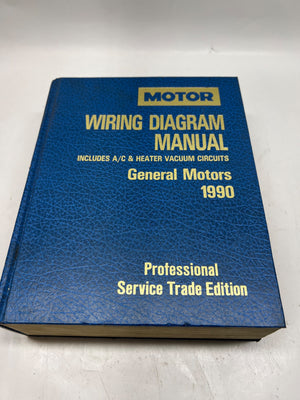 MOTOR
WIRING DIAGRAM
MANUAL
INCLUDES A/C & HEATER VACUUM CIRCUITS
General Motors
1990
Professional
Service Trade Edition